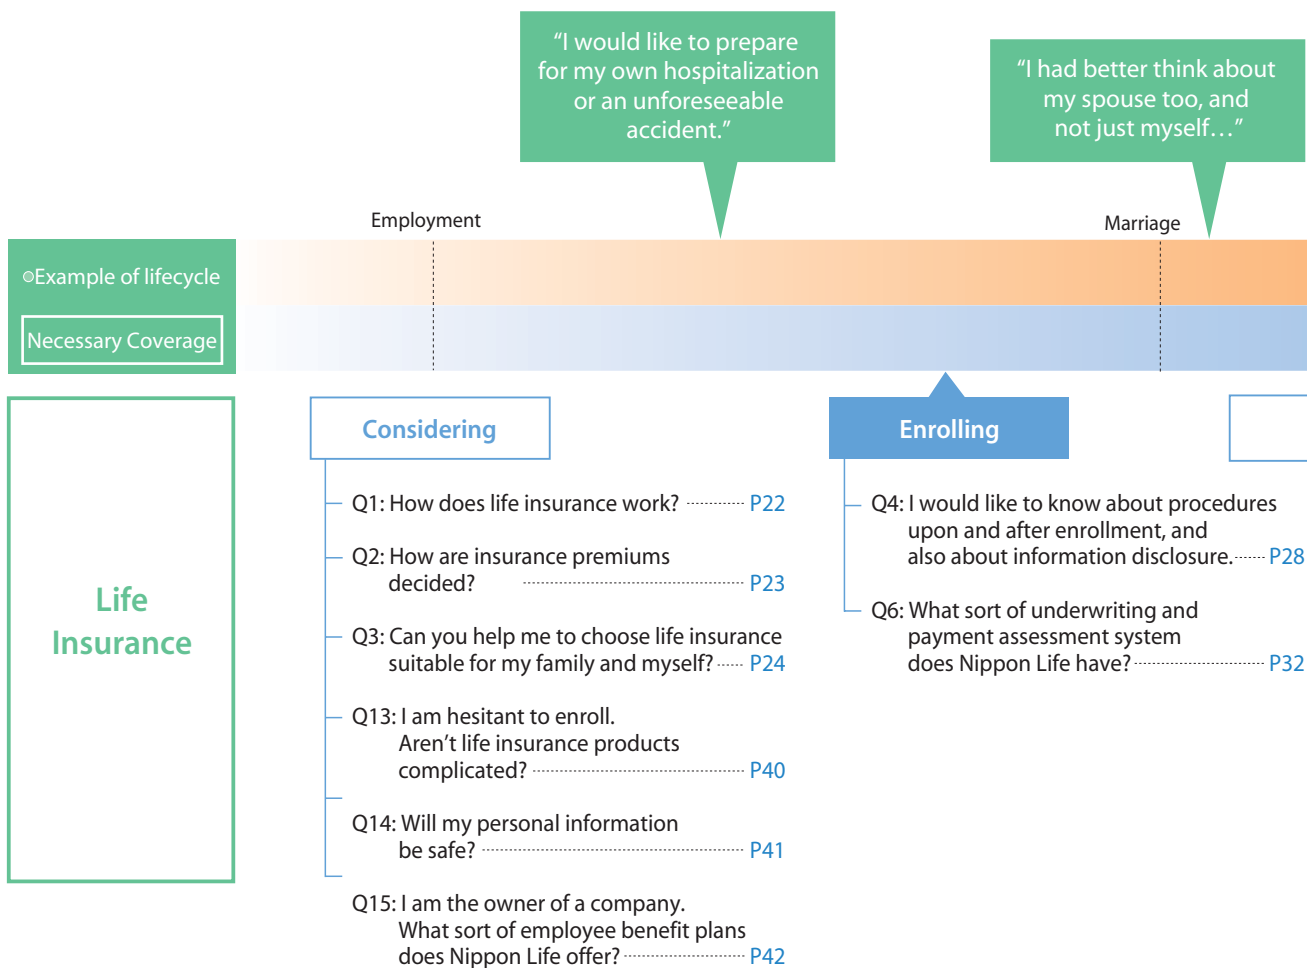 “I would like to prepare
for my own hospitalization
or an unforeseeable
accident.”
“I had better think about
my spouse too, and
not just myself…”
Employment
Marriage
Example of lifecycle
Necessary Coverage
Life
Insurance
Considering
Q1: How does life insurance work? P22
Q2: How are insurance premiums
decided? P23
Q3: Can you help me to choose life insurance
suitable for my family and myself? P24
Q13: I am hesitant to enroll.
Aren’t life insurance products
complicated? P40
Q14: Will my personal information
be safe? P41
Q15: I am the owner of a company.
What sort of employee benefit plans
does Nippon Life offer? P42
Enrolling
Q4: I would like to know about procedures
upon and after enrollment, and
also about information disclosure. P28
Q6: What sort of underwriting and
payment assessment system
does Nippon Life have? P32